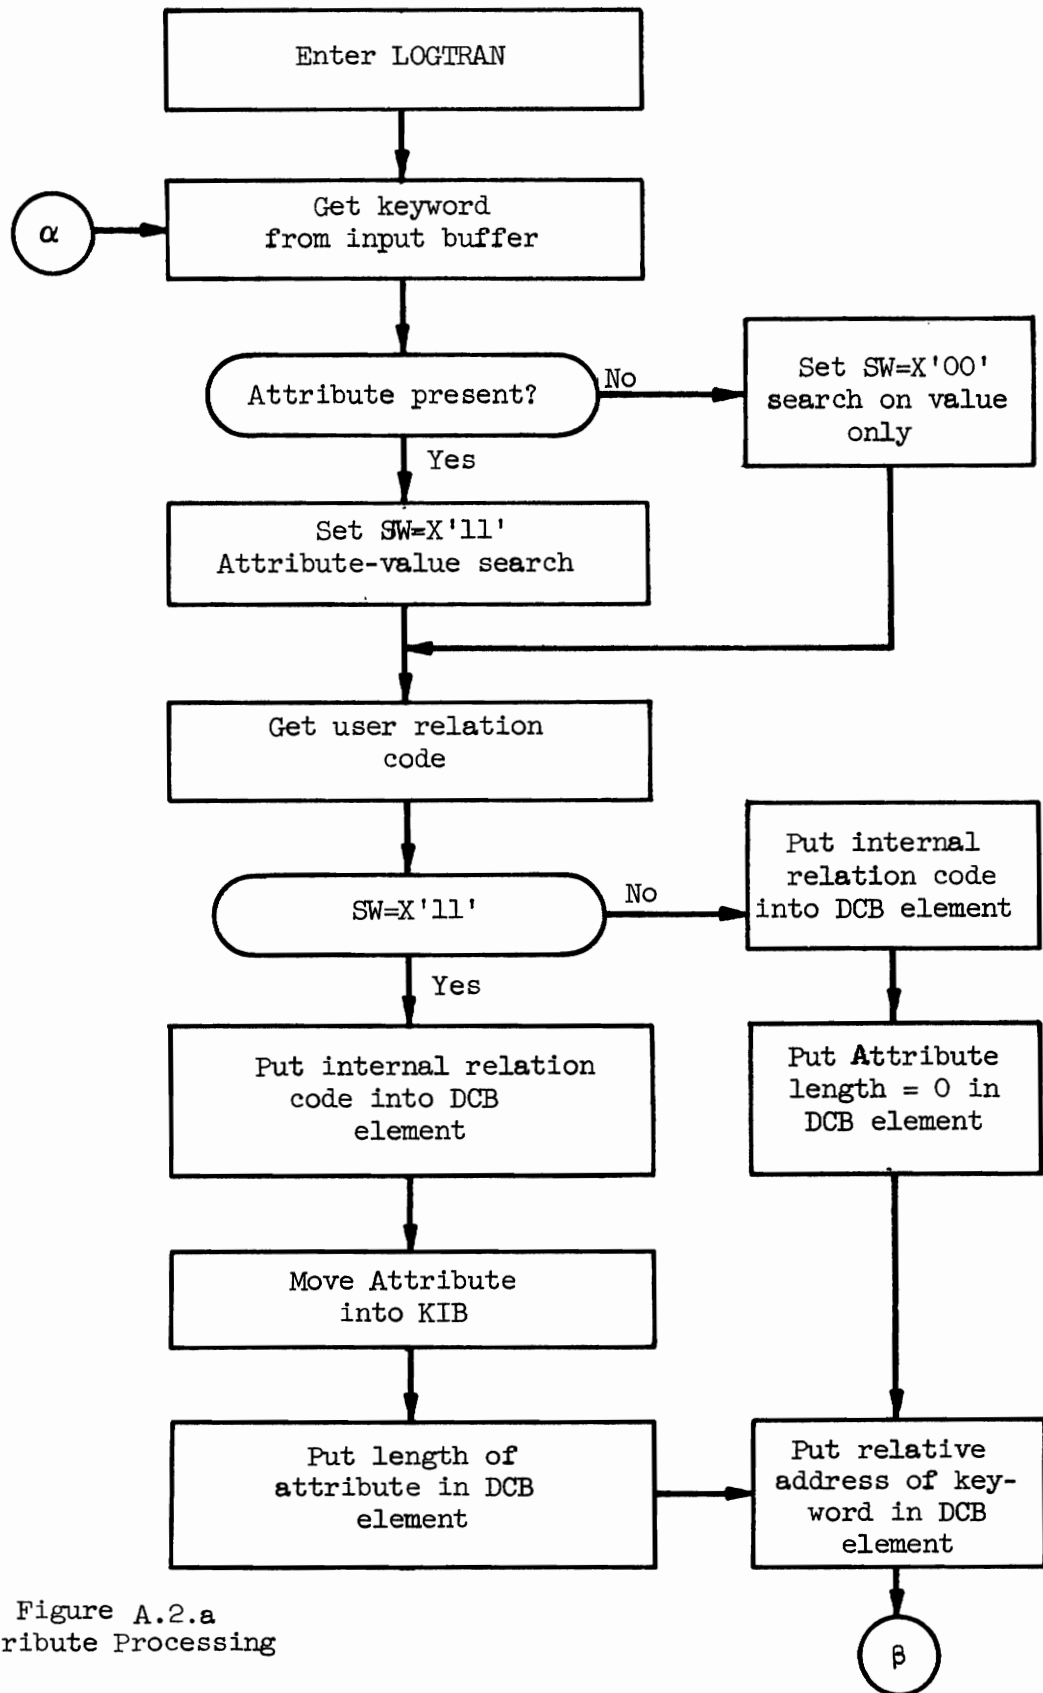 Enter LOGTRAN
α
Get keyword
from input buffer
Attribute present?
No
Set SW=X'00'
search on value
only
Yes
Set SW=X'11'
Attribute-value search
Get user relation
code
SW=X'11'
No
Put internal
relation code
into DCB element
Yes
Put internal relation
code into DCB
element
Put Attribute
length = 0 in
DCB element
Move Attribute
into KIB
Put length of
attribute in DCB
element
Put relative
address of key-
word in DCB
element
Figure A.2.a
ribute Processing
β